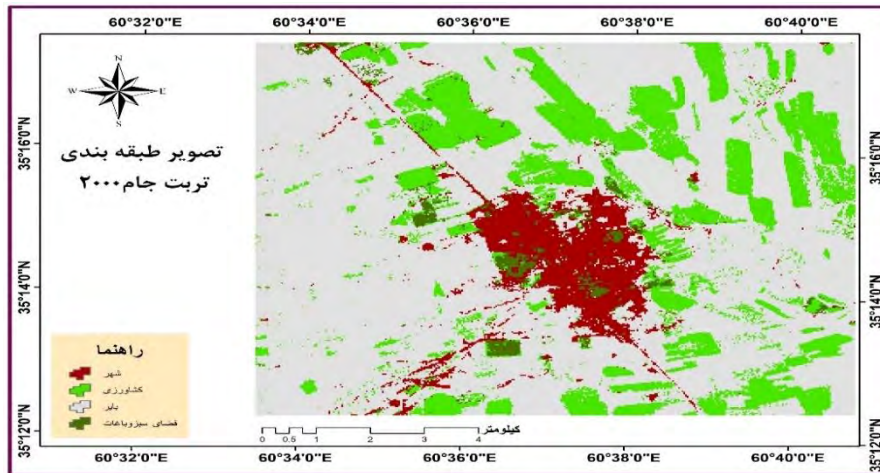 60°32'0"E 60°34'0"E 60°36'0"E 60°38'0"E 60°40'0"E
N
W E
S
تصویر طبقه بندی
تربت جام۲۰۰۰
35°16'0"N 35°16'0"N
35°14'0"N 35°14'0"N
35°12'0"N 35°12'0"N
راهنما
شهر
کشاورزی
بایر
فضای سبزوباغات
کیلومتر
0 0.5 1 2 3 4
60°32'0"E 60°34'0"E 60°36'0"E 60°38'0"E 60°40'0"E